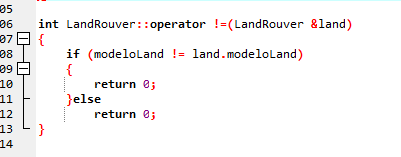 05
06 int LandRouver::operator !=(LandRouver &land)
07 {
08 if (modeloLand != land.modeloLand)
09 {
10 return 0;
11 }else
12 return 0;
13 }
14